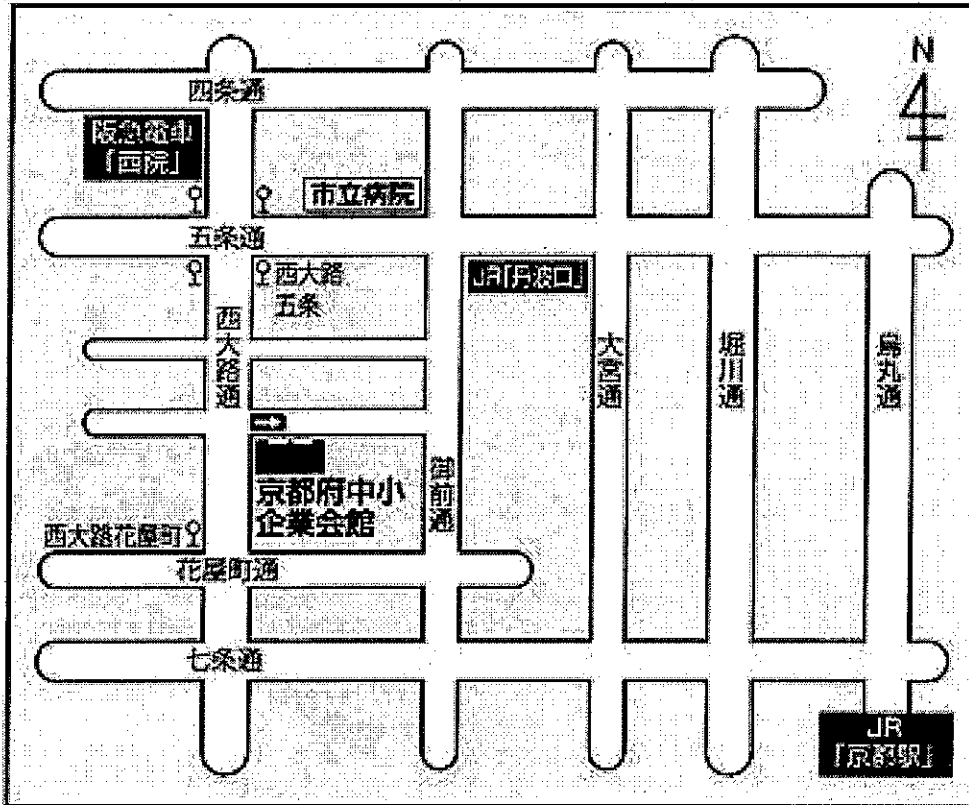 N
四条通
阪急電車
「西院」
市立病院
五条通
西大路
五条
JR「丹波口」
西大路通
大宮通
堀川通
烏丸通
京都府中小
企業会館
御前通
西大路花屋町
花屋町通
七条通
JR
「京都駅」